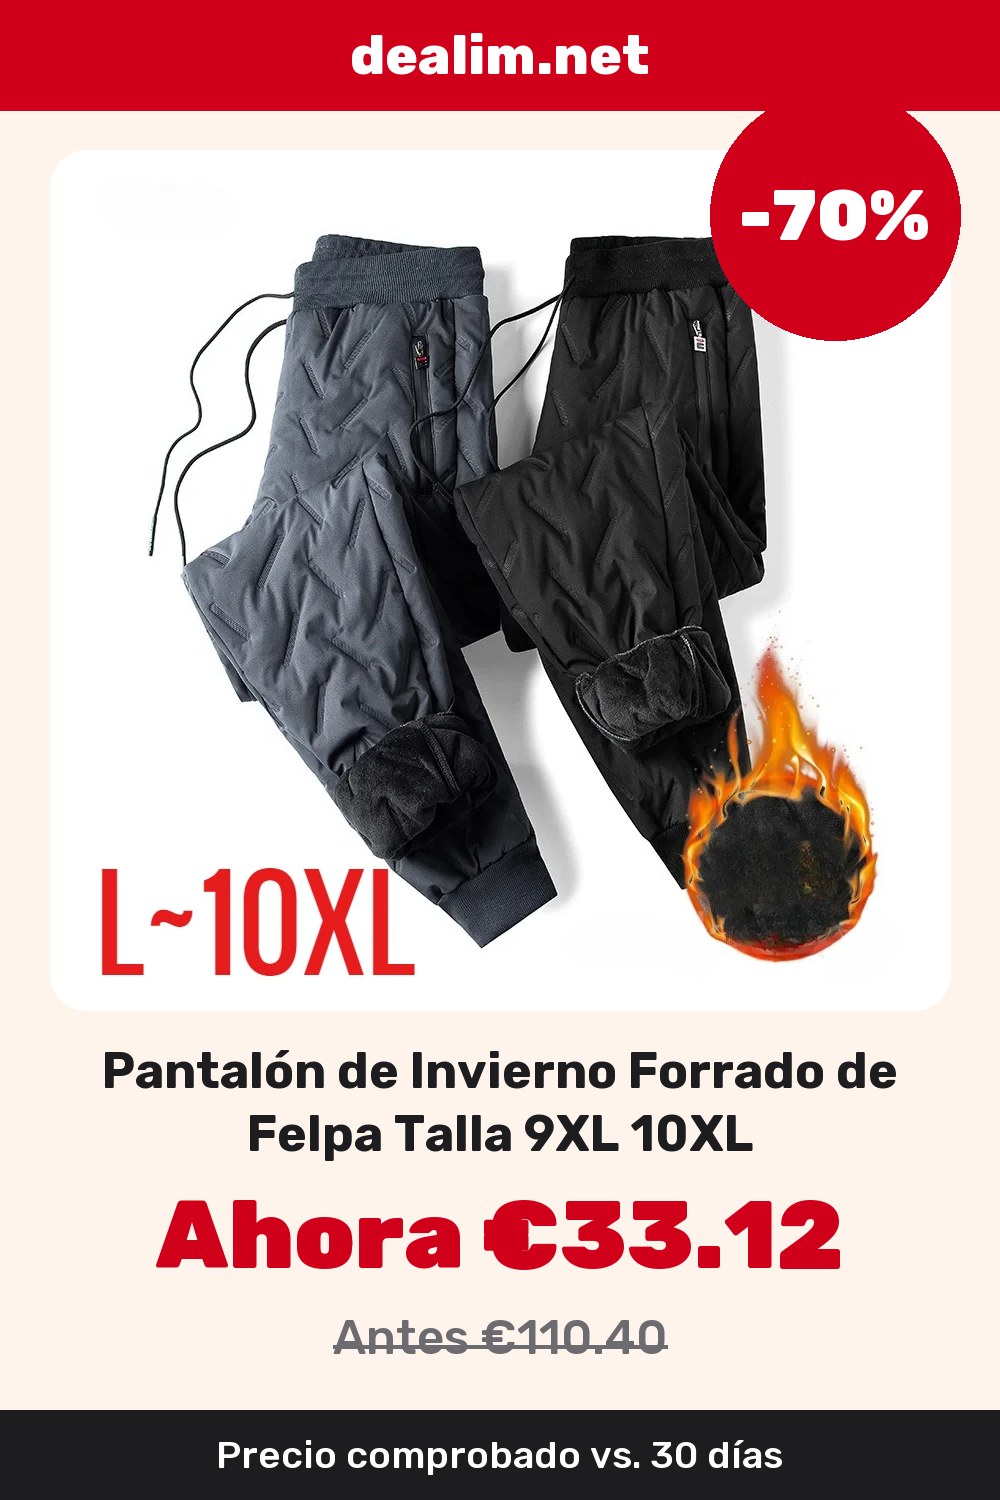 dealim.net
-70%
L~10XL
Pantalón de Invierno Forrado de
Felpa Talla 9XL 10XL
Ahora €33.12
Antes €110.40
Precio comprobado vs. 30 días